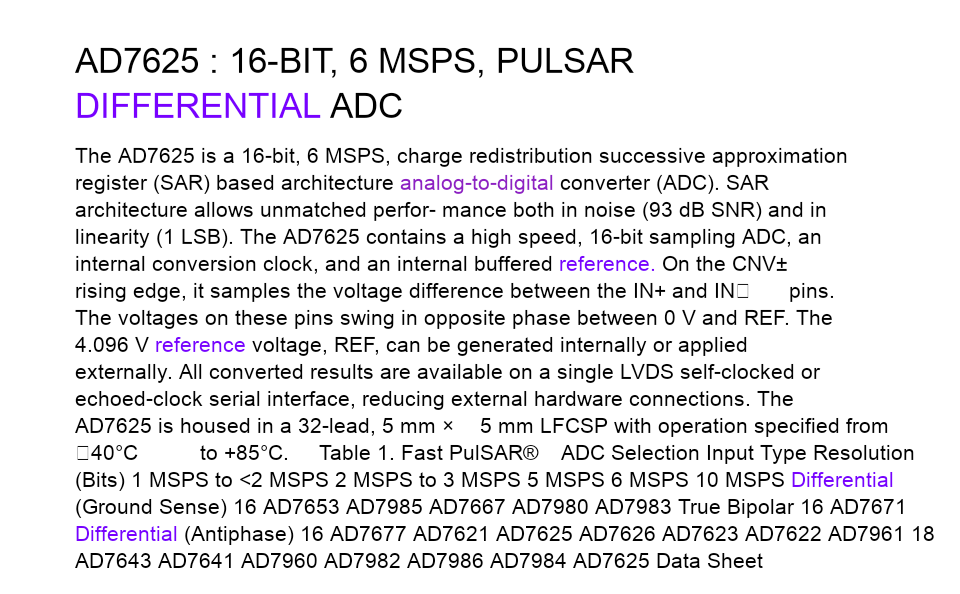 AD7625 : 16-BIT, 6 MSPS, PULSAR
DIFFERENTIAL ADC
The AD7625 is a 16-bit, 6 MSPS, charge redistribution successive approximation
register (SAR) based architecture analog-to-digital converter (ADC). SAR
architecture allows unmatched perfor- mance both in noise (93 dB SNR) and in
linearity (1 LSB). The AD7625 contains a high speed, 16-bit sampling ADC, an
internal conversion clock, and an internal buffered reference. On the CNV±
rising edge, it samples the voltage difference between the IN+ and IN□ pins.
The voltages on these pins swing in opposite phase between 0 V and REF. The
4.096 V reference voltage, REF, can be generated internally or applied
externally. All converted results are available on a single LVDS self-clocked or
echoed-clock serial interface, reducing external hardware connections. The
AD7625 is housed in a 32-lead, 5 mm × 5 mm LFCSP with operation specified from
□40°C to +85°C. Table 1. Fast PulSAR® ADC Selection Input Type Resolution
(Bits) 1 MSPS to <2 MSPS 2 MSPS to 3 MSPS 5 MSPS 6 MSPS 10 MSPS Differential
(Ground Sense) 16 AD7653 AD7985 AD7667 AD7980 AD7983 True Bipolar 16 AD7671
Differential (Antiphase) 16 AD7677 AD7621 AD7625 AD7626 AD7623 AD7622 AD7961 18
AD7643 AD7641 AD7960 AD7982 AD7986 AD7984 AD7625 Data Sheet